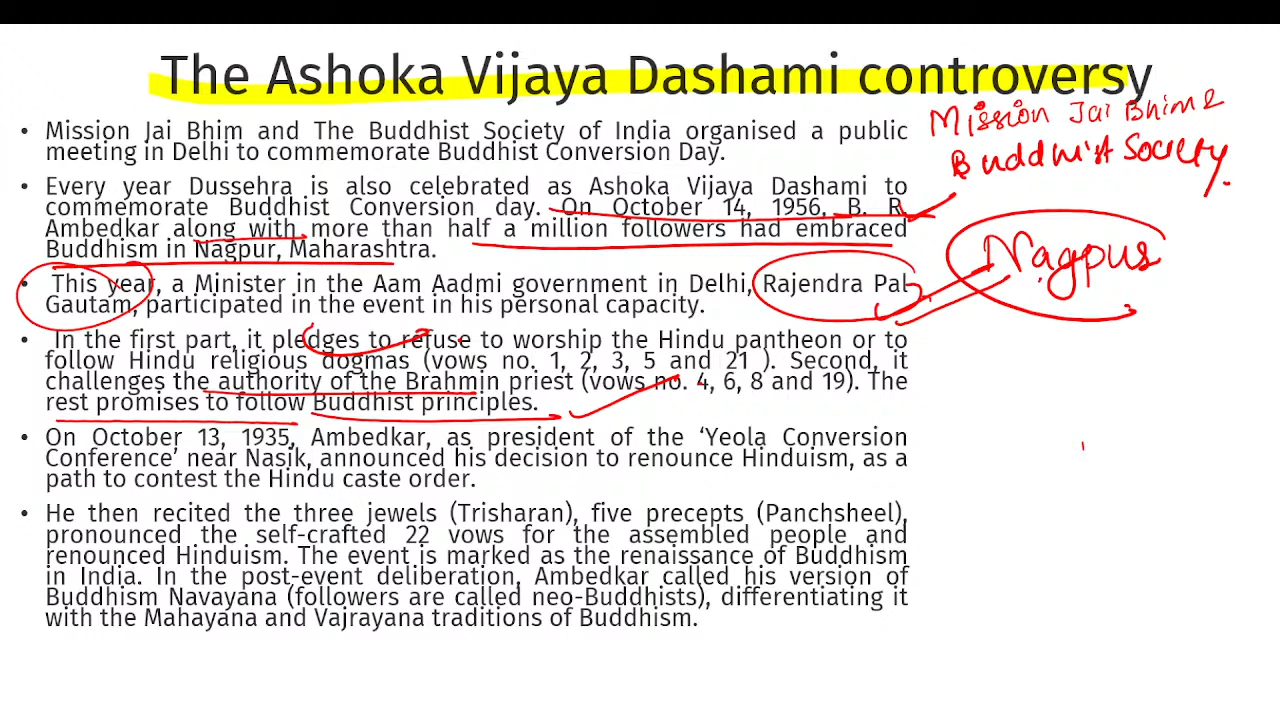 The Ashoka Vijaya Dashami controversy
• Mission Jai Bhim and The Buddhist Society of India organised a public
meeting in Delhi to commemorate Buddhist Conversion Day.
• Every year Dussehra is also celebrated as Ashoka Vijaya Dashami to
commemorate Buddhist Conversion day. On October 14, 1956, B. R.
Ambedkar along with more than half a million followers had embraced
Buddhism in Nagpur, Maharashtra.
• This year, a Minister in the Aam Aadmi government in Delhi, Rajendra Pal
Gautam, participated in the event in his personal capacity.
• In the first part, it pledges to refuse to worship the Hindu pantheon or to
follow Hindu religious dogmas (vows no. 1, 2, 3, 5 and 21 ). Second, it
challenges the authority of the Brahmin priest (vows no. 4, 6, 8 and 19). The
rest promises to follow Buddhist principles.
• On October 13, 1935, Ambedkar, as president of the ‘Yeola Conversion
Conference’ near Nasik, announced his decision to renounce Hinduism, as a
path to contest the Hindu caste order.
• He then recited the three jewels (Trisharan), five precepts (Panchsheel),
pronounced the self-crafted 22 vows for the assembled people and
renounced Hinduism. The event is marked as the renaissance of Buddhism
in India. In the post-event deliberation, Ambedkar called his version of
Buddhism Navayana (followers are called neo-Buddhists), differentiating it
with the Mahayana and Vajrayana traditions of Buddhism.
Mission Jai Bhim &
Buddhist Society.
Nagpur